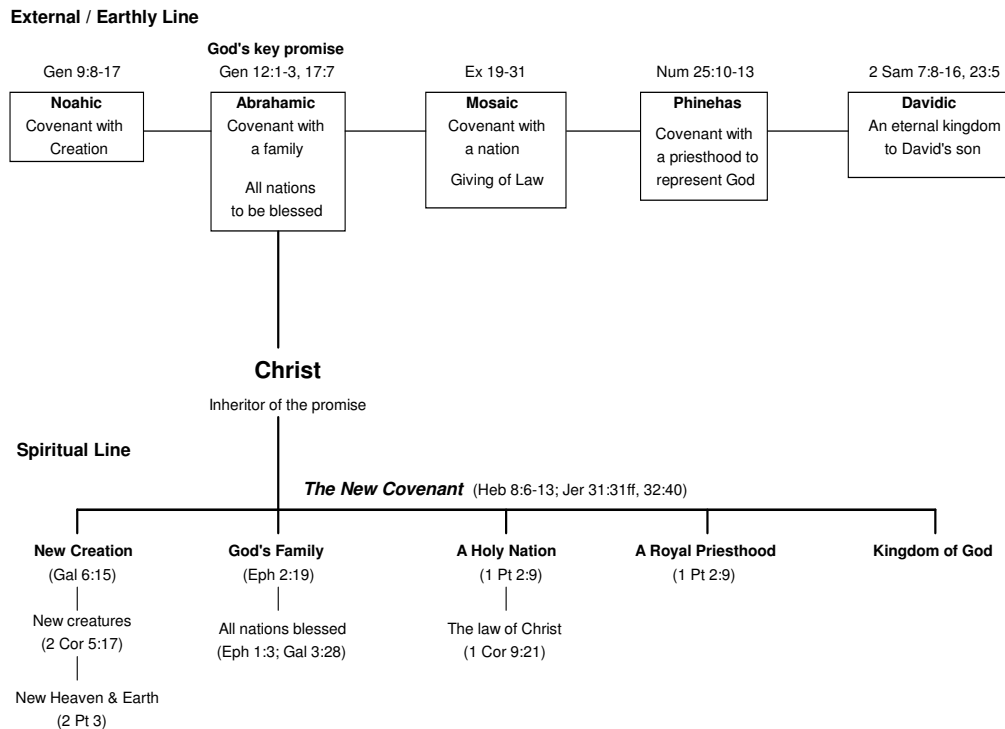 External / Earthly Line
God's key promise
Gen 9:8-17
Gen 12:1-3, 17:7
Ex 19-31
Num 25:10-13
2 Sam 7:8-16, 23:5
Noahic
Covenant with
Creation
Abrahamic
Covenant with
a family
All nations
to be blessed
Mosaic
Covenant with
a nation
Giving of Law
Phinehas
Covenant with
a priesthood to
represent God
Davidic
An eternal kingdom
to David's son
Christ
Inheritor of the promise
Spiritual Line
The New Covenant (Heb 8:6-13; Jer 31:31ff, 32:40)
New Creation
(Gal 6:15)
New creatures
(2 Cor 5:17)
New Heaven & Earth
(2 Pt 3)
God's Family
(Eph 2:19)
All nations blessed
(Eph 1:3; Gal 3:28)
A Holy Nation
(1 Pt 2:9)
The law of Christ
(1 Cor 9:21)
A Royal Priesthood
(1 Pt 2:9)
Kingdom of God